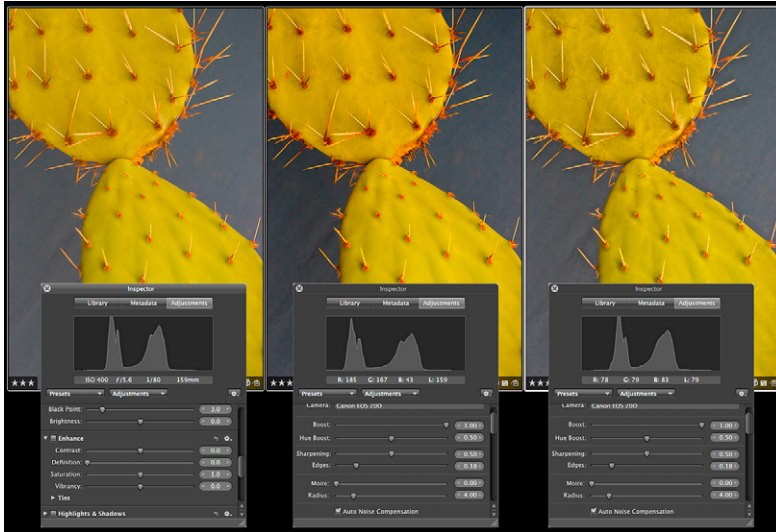 Inspector
Library Metadata Adjustments
ISO 400 f/5.6 1/80 159mm
Presets Adjustments
Black Point: 3.0
Brightness: 0.0
Enhance
Contrast: 0.0
Definition: 0.0
Saturation: 1.0
Vibrancy: 0.0
Tint
Highlights & Shadows
Inspector
Library Metadata Adjustments
R: 185 G: 167 B: 43 L: 159
Presets Adjustments
Camera: Canon EOS 20D
Boost: 1.00
Hue Boost: 0.50
Sharpening: 0.50
Edges: 0.18
Moire: 0.00
Radius: 4.00
Auto Noise Compensation
Inspector
Library Metadata Adjustments
R: 78 G: 79 B: 83 L: 79
Presets Adjustments
Camera: Canon EOS 20D
Boost: 1.00
Hue Boost: 0.50
Sharpening: 0.50
Edges: 0.18
Moire: 0.00
Radius: 4.00
Auto Noise Compensation